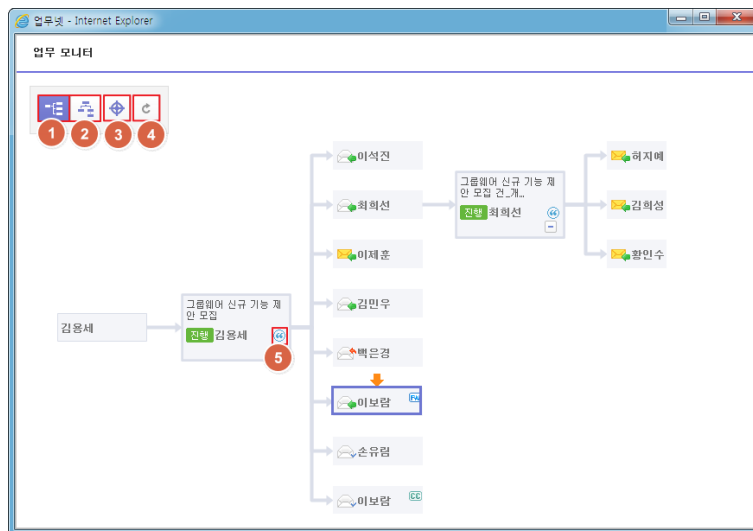 업무넷 - Internet Explorer
업무 모니터
1
2
3
4
이석진
최희선
이제훈
김민우
백은경
이보람
FW
손유림
이보람
CC
김용세
그룹웨어 신규 기능 제
안 모집
진행 김용세
5
그룹웨어 신규 기능 제
안 모집 건_개...
진행 최희선
허지예
김희성
황인수